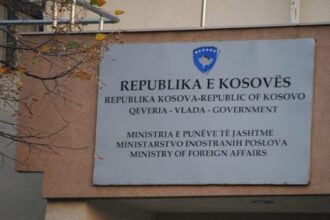 REPUBLIKA E KOSOVËS
REPUBLIKA KOSOVA-REPUBLIC OF KOSOVO
QEVERIA - VLADA - GOVERNMENT
MINISTRIA E PUNËVE TË JASHTME
MINISTARSTVO INOSTRANIH POSLOVA
MINISTRY OF FOREIGN AFFAIRS